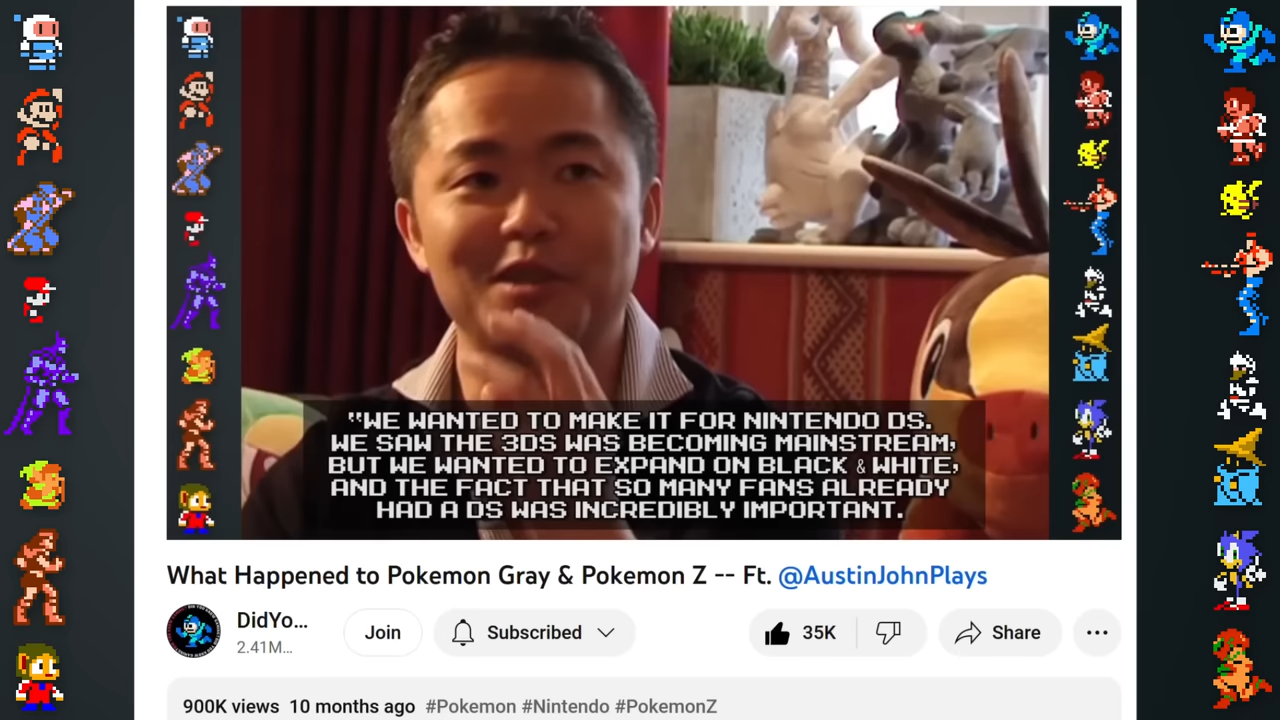 "WE WANTED TO MAKE IT FOR NINTENDO DS.
WE SAW THE 3DS WAS BECOMING MAINSTREAM,
BUT WE WANTED TO EXPAND ON BLACK & WHITE,
AND THE FACT THAT SO MANY FANS ALREADY
HAD A DS WAS INCREDIBLY IMPORTANT.
What Happened to Pokemon Gray & Pokemon Z -- Ft. @AustinJohnPlays
DidYo...
Join
Subscribed
35K
Share
2.41M...
900K views 10 months ago #Pokemon #Nintendo #PokemonZ